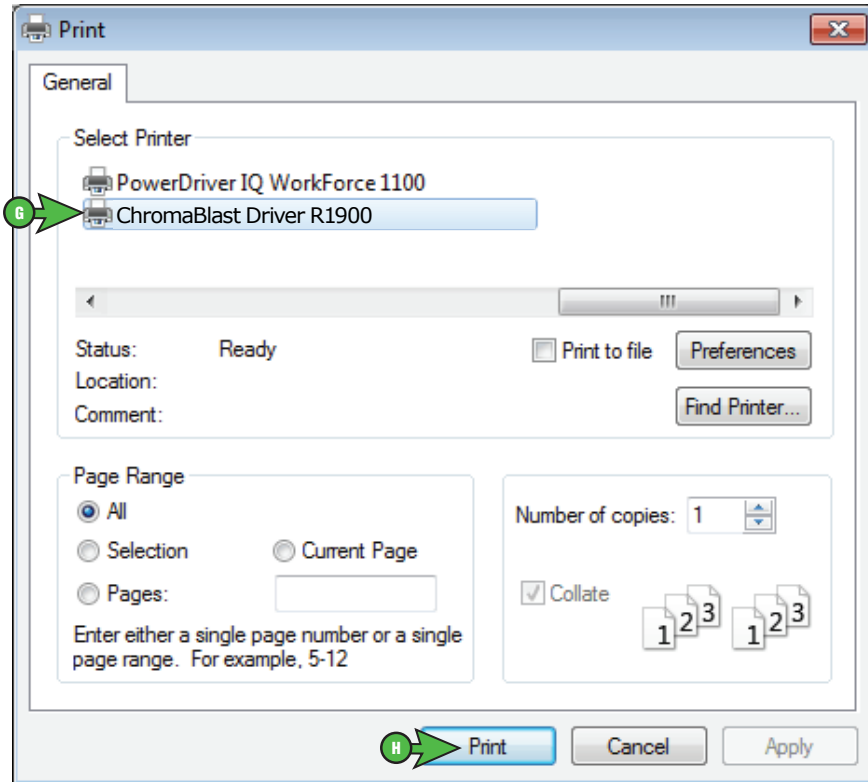 Print
General
Select Printer
PowerDriver IQ WorkForce 1100
G
ChromaBlast Driver R1900
Status: Ready
Print to file
Preferences
Location:
Comment:
Find Printer...
Page Range
All
Selection
Current Page
Pages:
Enter either a single page number or a single
page range. For example, 5-12
Number of copies: 1
Collate
1 2 3 1 2 3
H
Print
Cancel
Apply